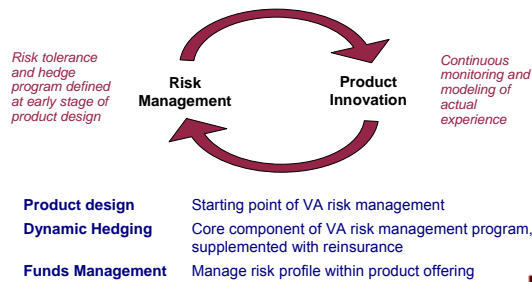 Risk tolerance
and hedge
program defined
at early stage of
product design
Risk
Management
Product
Innovation
Continuous
monitoring and
modeling of
actual
experience
Product design Starting point of VA risk management
Dynamic Hedging Core component of VA risk management program,
supplemented with reinsurance
Funds Management Manage risk profile within product offering